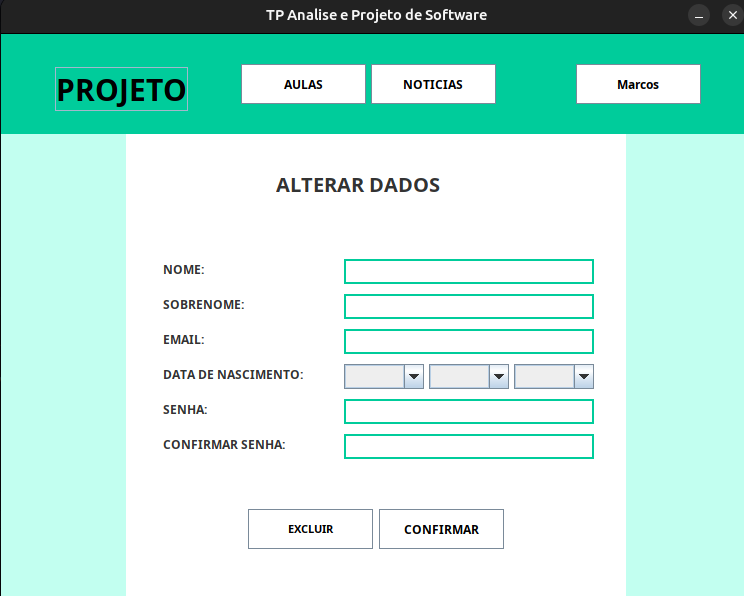 TP Analise e Projeto de Software
PROJETO
AULAS
NOTICIAS
Marcos
ALTERAR DADOS
NOME:
SOBRENOME:
EMAIL:
DATA DE NASCIMENTO:
SENHA:
CONFIRMAR SENHA:
EXCLUIR
CONFIRMAR